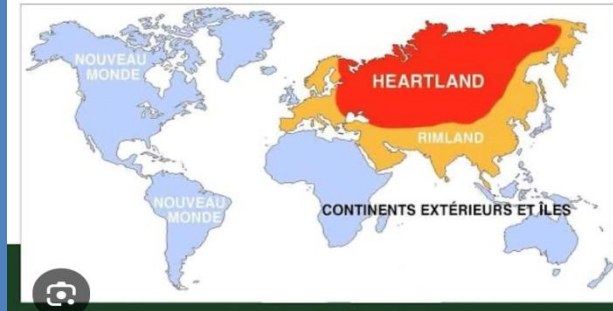 NOUVEAU
MONDE
HEARTLAND
RIMLAND
NOUVEAU
MONDE
CONTINENTS EXTÉRIEURS ET ÎLES